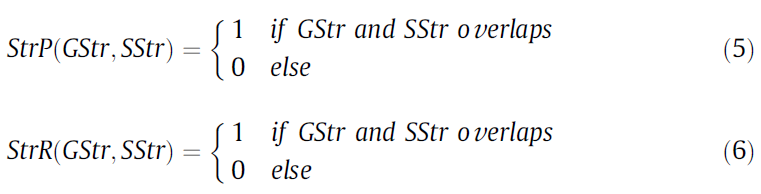 StrP(GStr, SStr) = { 1 if GStr and SStr overlaps
0 else (5)
StrR(GStr, SStr) = { 1 if GStr and SStr overlaps
0 else (6)